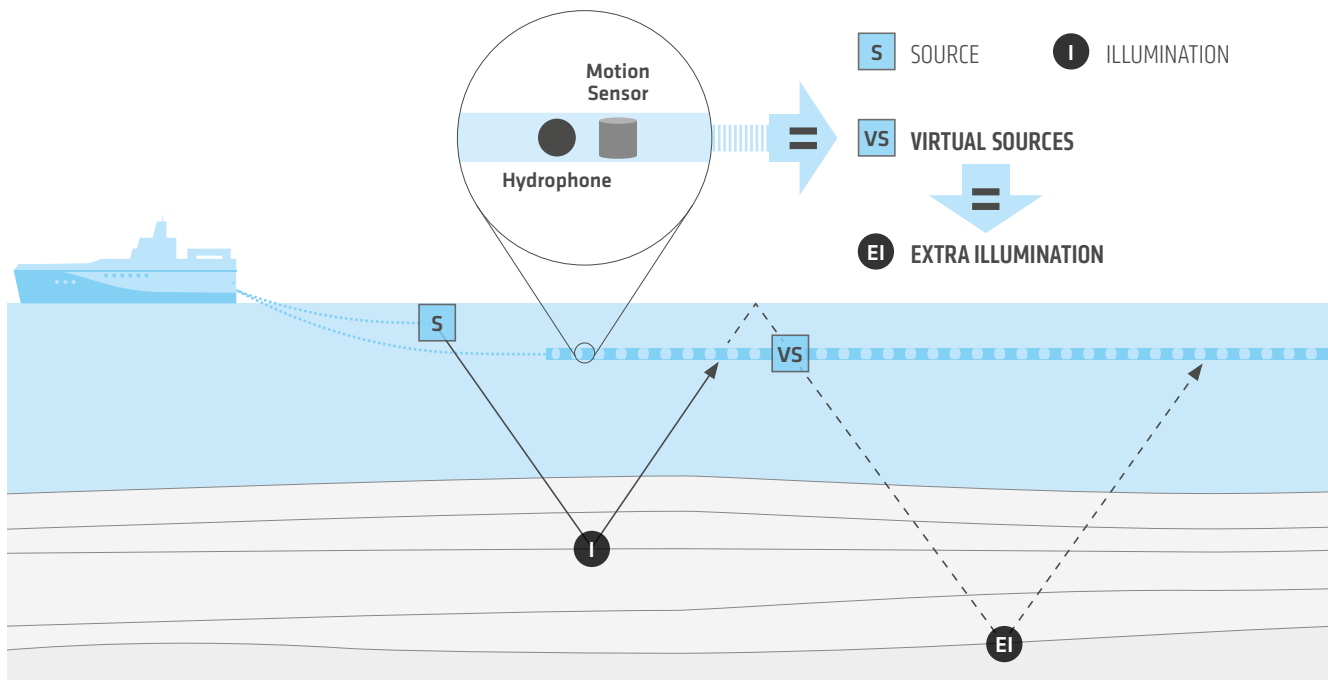 Motion
Sensor
Hydrophone
=
S SOURCE
I ILLUMINATION
VS VIRTUAL SOURCES
=
EI EXTRA ILLUMINATION
S
VS
I
EI